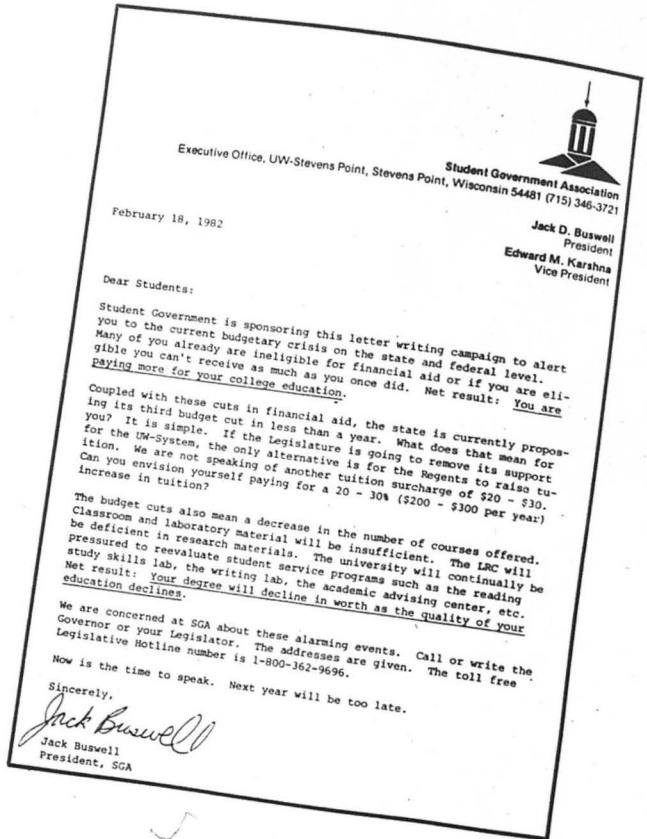 Student Government Association
Executive Office, UW-Stevens Point, Stevens Point, Wisconsin 54481 (715) 346-3721
Jack D. Buswell
President
Edward M. Karshna
Vice President
February 18, 1982
Dear Students:
Student Government is sponsoring this letter writing campaign to alert
you to the current budgetary crisis on the state and federal level.
Many of you already are ineligible for financial aid or if you are eli-
gible you can't receive as much as you once did. Net result: You are
paying more for your college education.
Coupled with these cuts in financial aid, the state is currently propos-
ing its third budget cut in less than a year. What does that mean for
you? It is simple. If the Legislature is going to remove its support
for the UW-System, the only alternative is for the Regents to raise tu-
ition. We are not speaking of another tuition surcharge of $20 - $30.
Can you envision yourself paying for a 20 - 30% ($200 - $300 per year)
increase in tuition?
The budget cuts also mean a decrease in the number of courses offered.
Classroom and laboratory material will be insufficient. The LRC will
be deficient in research materials. The university will continually be
pressured to reevaluate student service programs such as the reading
study skills lab, the writing lab, the academic advising center, etc.
Net result: Your degree will decline in worth as the quality of your
education declines.
We are concerned at SGA about these alarming events. Call or write the
Governor or your Legislator. The addresses are given. The toll free
Legislative Hotline number is 1-800-362-9696.
Now is the time to speak. Next year will be too late.
Sincerely,
Jack Buswell
Jack Buswell
President, SGA